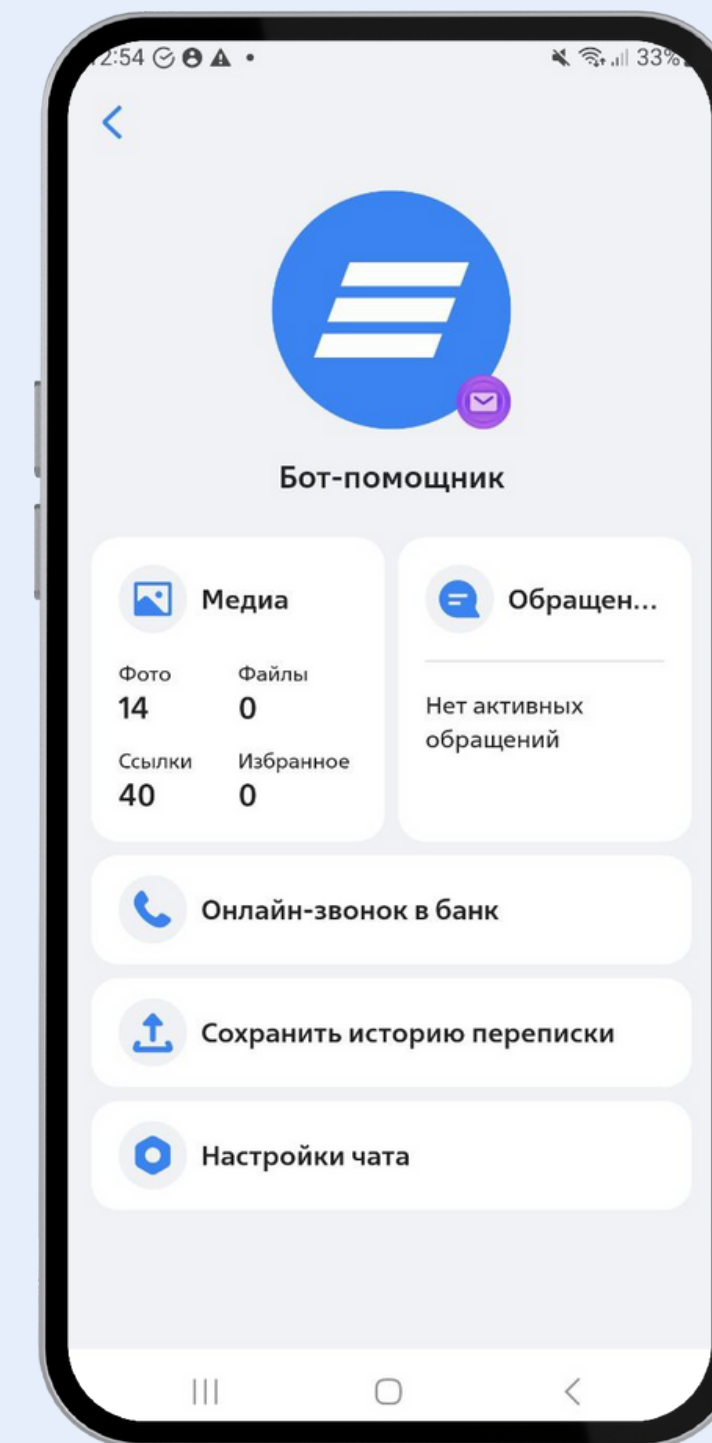 2:54
33%
Бот-помощник
Медиа
Обращен...
Фото
Файлы
14
0
Ссылки
Избранное
40
0
Нет активных
обращений
Онлайн-звонок в банк
Сохранить историю переписки
Настройки чата